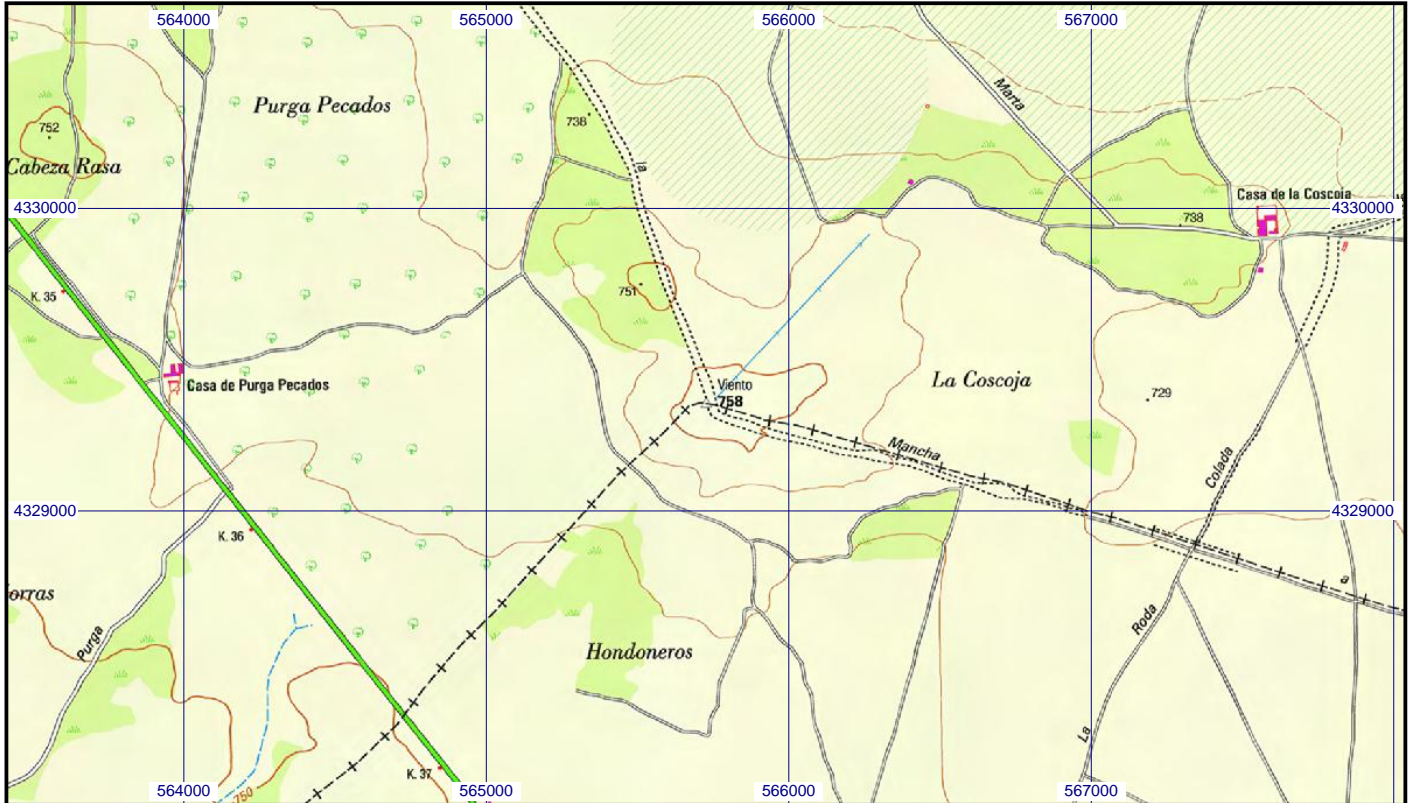 564000
565000
566000
567000
Purga Pecados
738
752
Marta
la
Cabeza Rasa
Casa de la Coscoja
4330000
4330000
738
K. 35
751
Viento
758
La Coscoja
Casa de Purga Pecados
729
Mancha
Colada
4329000
4329000
K. 36
a
orras
Purga
Roda
Hondoneros
La
K. 37
750
564000
565000
566000
567000